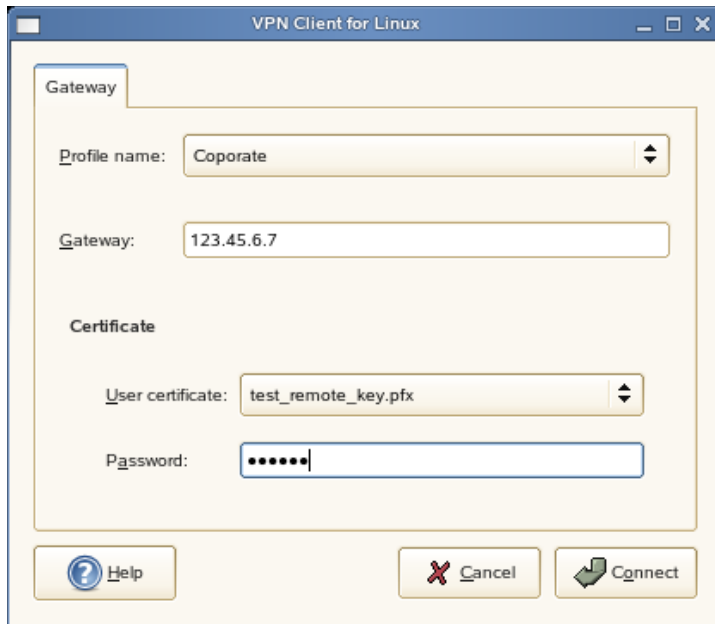 VPN Client for Linux
Gateway
Profile name: Coporate
Gateway: 123.45.6.7
Certificate
User certificate: test_remote_key.pfx
Password: ••••••
Help Cancel Connect